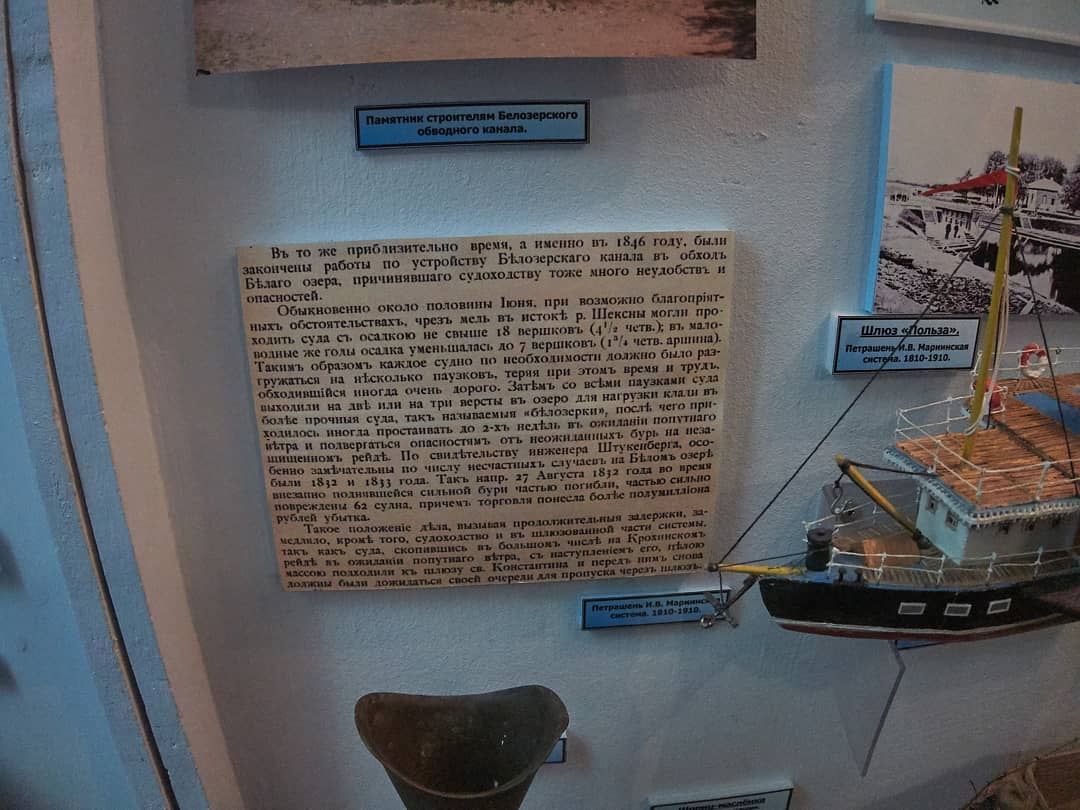 Памятник строителям Белозерского
обводного канала.
Въ то же приблизительно время, а именно въ 1846 году, были
закончены работы по устройству Бѣлозерскаго канала въ обходъ
Бѣлаго озера, причинявшаго судоходству тоже много неудобствъ и
опасностей.
Обыкновенно около половины Іюня, при возможно благопріят-
ныхъ обстоятельствахъ, чрезъ мель въ истокѣ р. Шексны могли про-
ходить суда съ осадкою не свыше 18 вершковъ (4¹/₂ четв.); въ мало-
водные же годы осадка уменьшалась до 7 вершковъ (1³/₄ четв. аршина).
Такимъ образомъ каждое судно по необходимости должно было раз-
гружаться на нѣсколько паузковъ, теряя при этомъ время и трудъ,
обходившійся иногда очень дорого. Затѣмъ со всѣми паузками суда
выходили на двѣ или на три версты въ озеро для нагрузки клади въ
болѣе прочныя суда, такъ называемыя «бѣлозерки», послѣ чего при-
ходилось иногда простаивать до 2-хъ недѣль въ ожиданіи попутнаго
вѣтра и подвергаться опасностямъ отъ неожиданныхъ бурь на неза-
щищенномъ рейдѣ. По свидѣтельству инженера Штукенберга, осо-
бенно замѣчательны по числу несчастныхъ случаевъ на Бѣломъ озерѣ
были 1832 и 1833 года. Такъ напр. 27 Августа 1832 года во время
внезапно поднявшейся сильной бури частью погибли, частью сильно
повреждены 62 судна, причемъ торговля понесла болѣе полумилліона
рублей убытка.
Такое положеніе дѣла, вызывая продолжительныя задержки, за-
медляло, кромѣ того, судоходство и въ шлюзованной части системы,
такъ какъ суда, скопившись въ большомъ числѣ на Крохинскомъ
рейдѣ въ ожиданіи попутнаго вѣтра, съ наступленіемъ его, цѣлою
массою подходили къ шлюзу св. Константина и передъ нимъ снова
должны были дожидаться своей очереди для пропуска черезъ шлюзъ.
Петрашень И.В. Мариинская
система. 1810-1910.
Шлюз «Польза».
Петрашень И.В. Мариинская
система. 1810-1910.